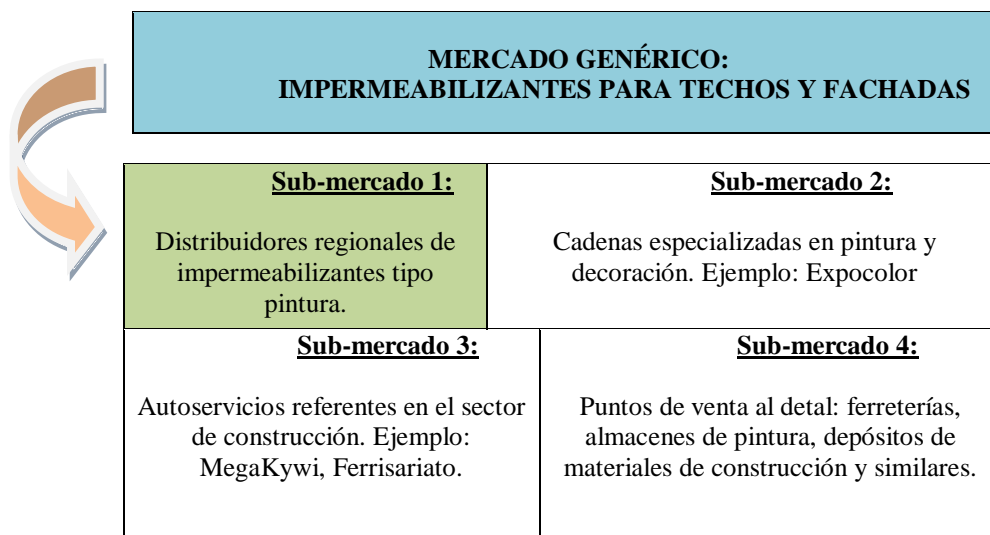 MERCADO GENÉRICO:
IMPERMEABILIZANTES PARA TECHOS Y FACHADAS
Sub-mercado 1:
Distribuidores regionales de
impermeabilizantes tipo
pintura.
Sub-mercado 2:
Cadenas especializadas en pintura y
decoración. Ejemplo: Expocolor
Sub-mercado 3:
Autoservicios referentes en el sector
de construcción. Ejemplo:
MegaKywi, Ferrisariato.
Sub-mercado 4:
Puntos de venta al detal: ferreterías,
almacenes de pintura, depósitos de
materiales de construcción y similares.